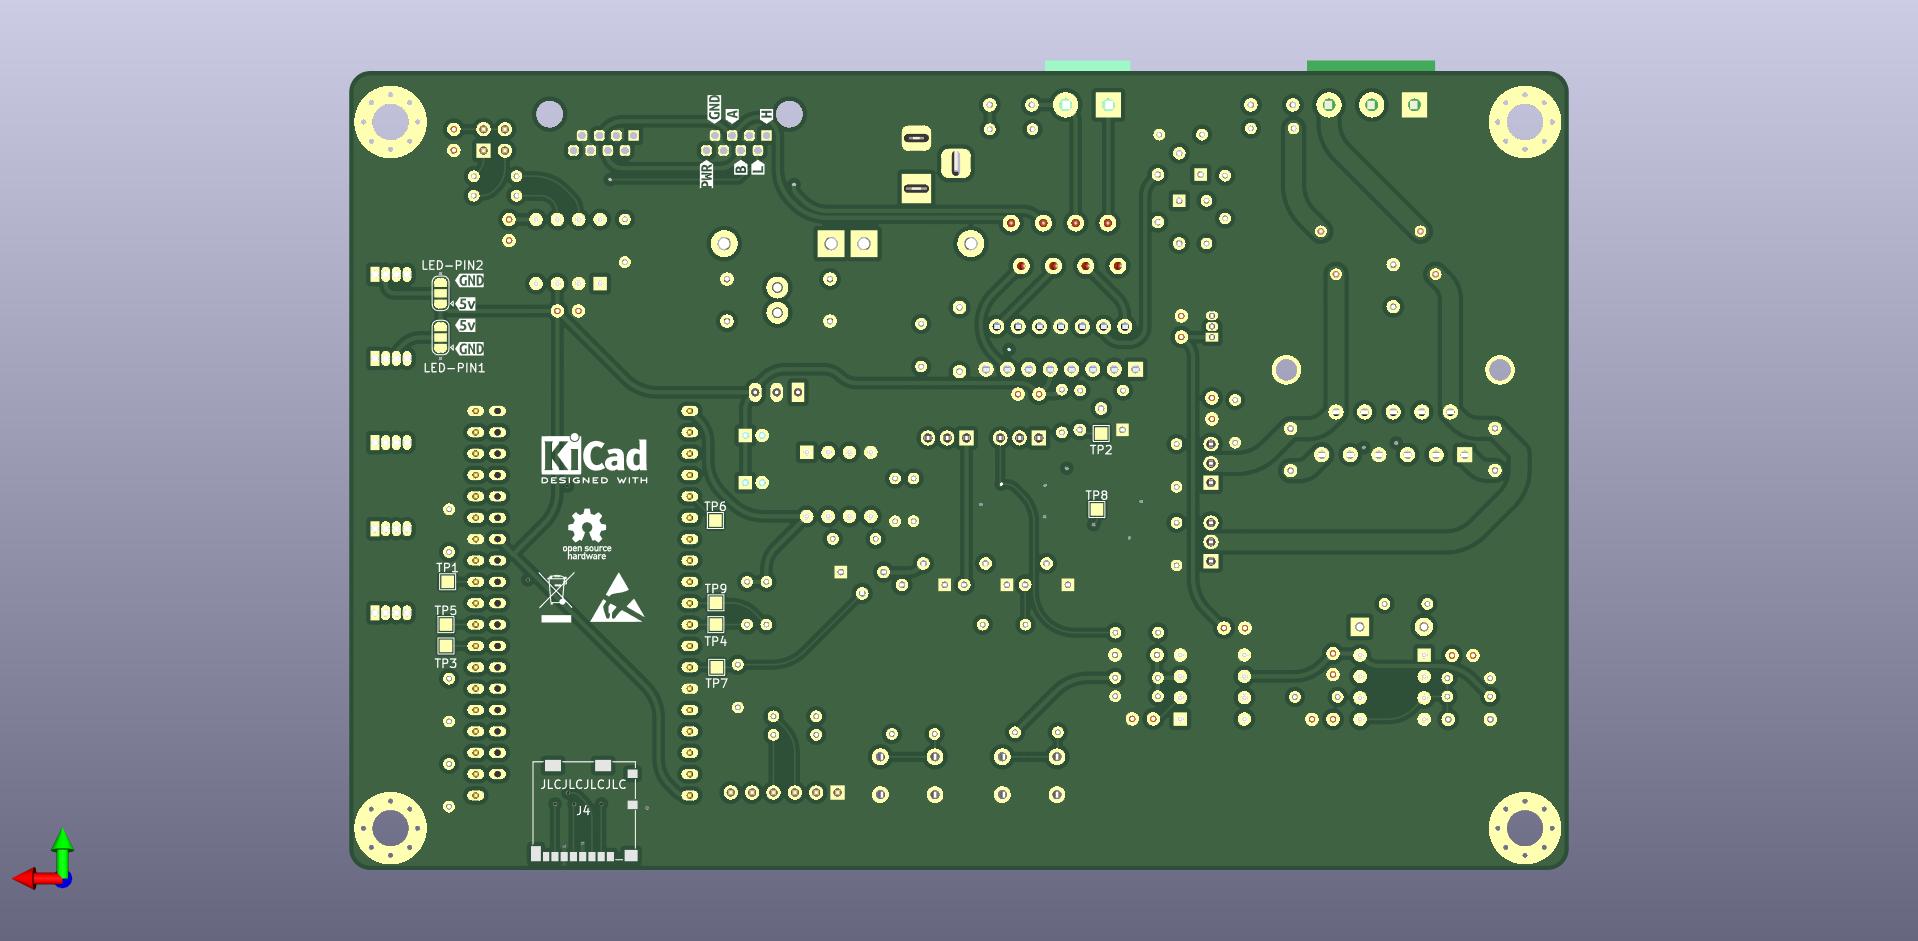 GND
A
H
PWR
B
L
LED-PIN2
GND
5v
5v
GND
LED-PIN1
KiCad
DESIGNED WITH
TP2
TP8
TP6
open source
hardware
TP1
TP9
TP5
TP4
TP3
TP7
JLCJLCJLCJLC
J4